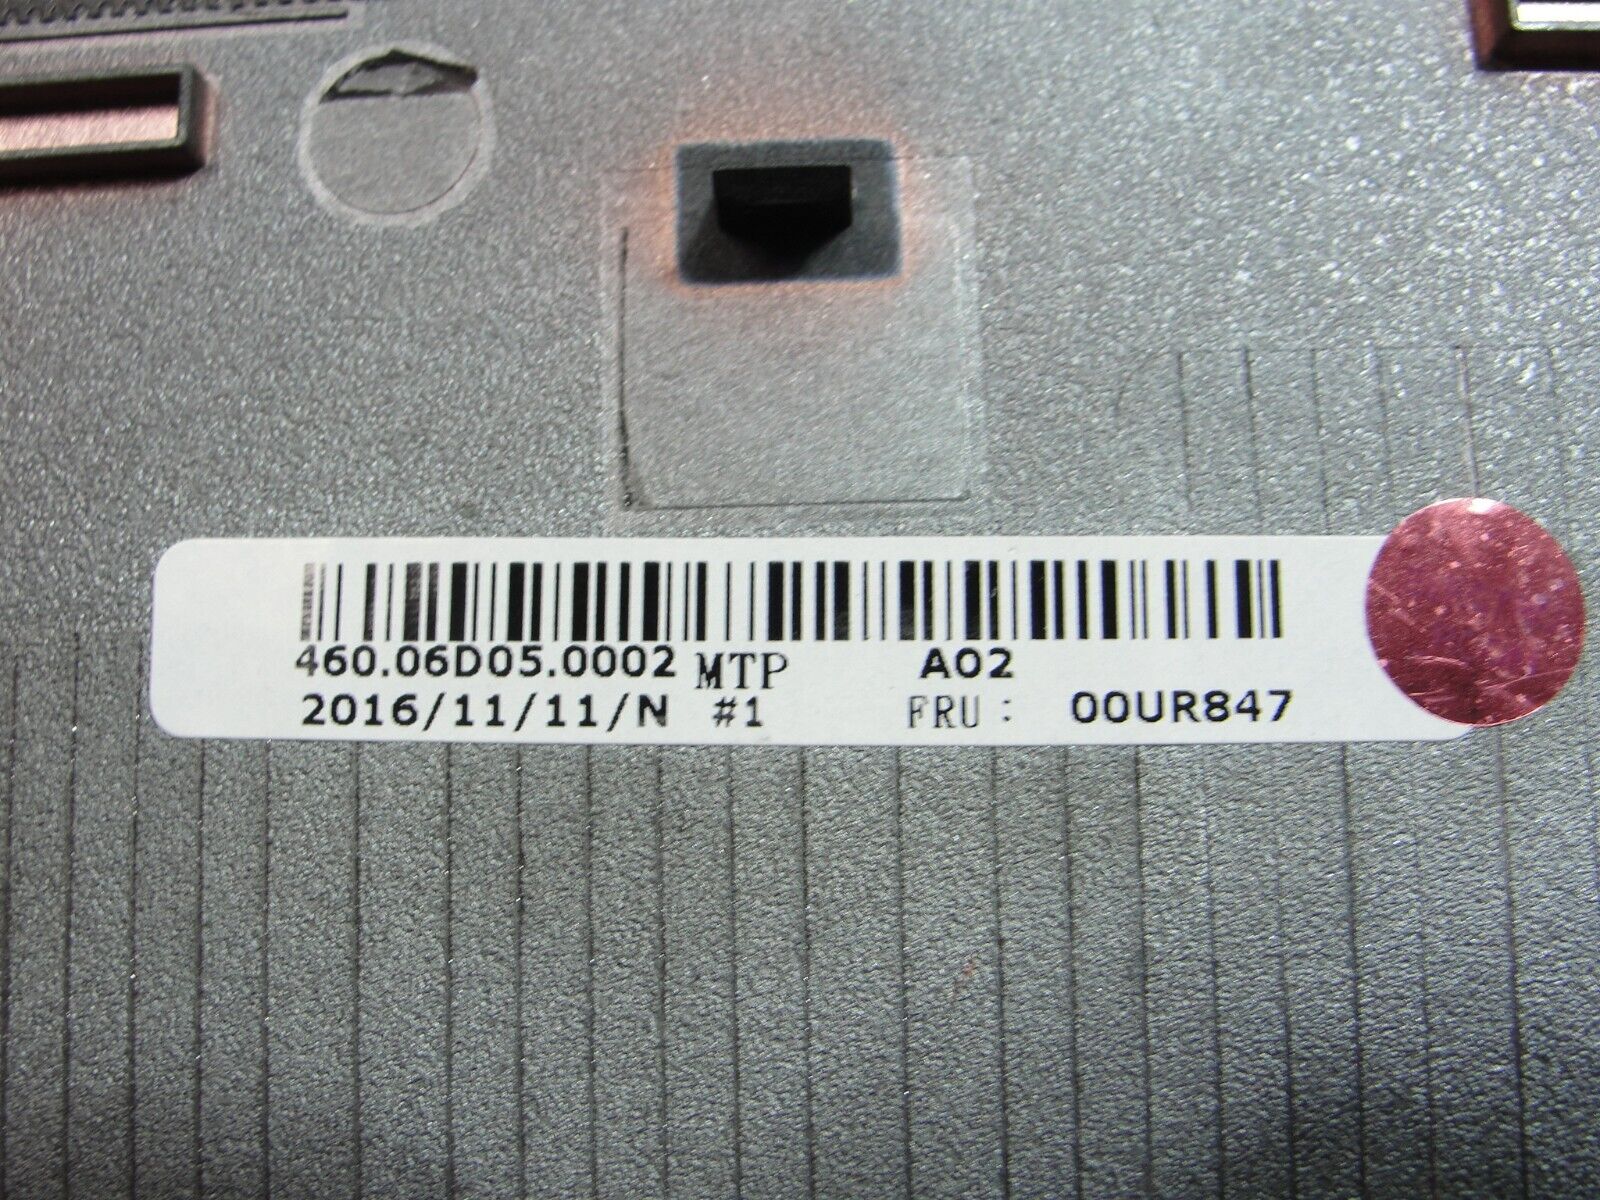 460.06D05.0002 MTP A02
2016/11/11/N #1 FRU: 00UR847